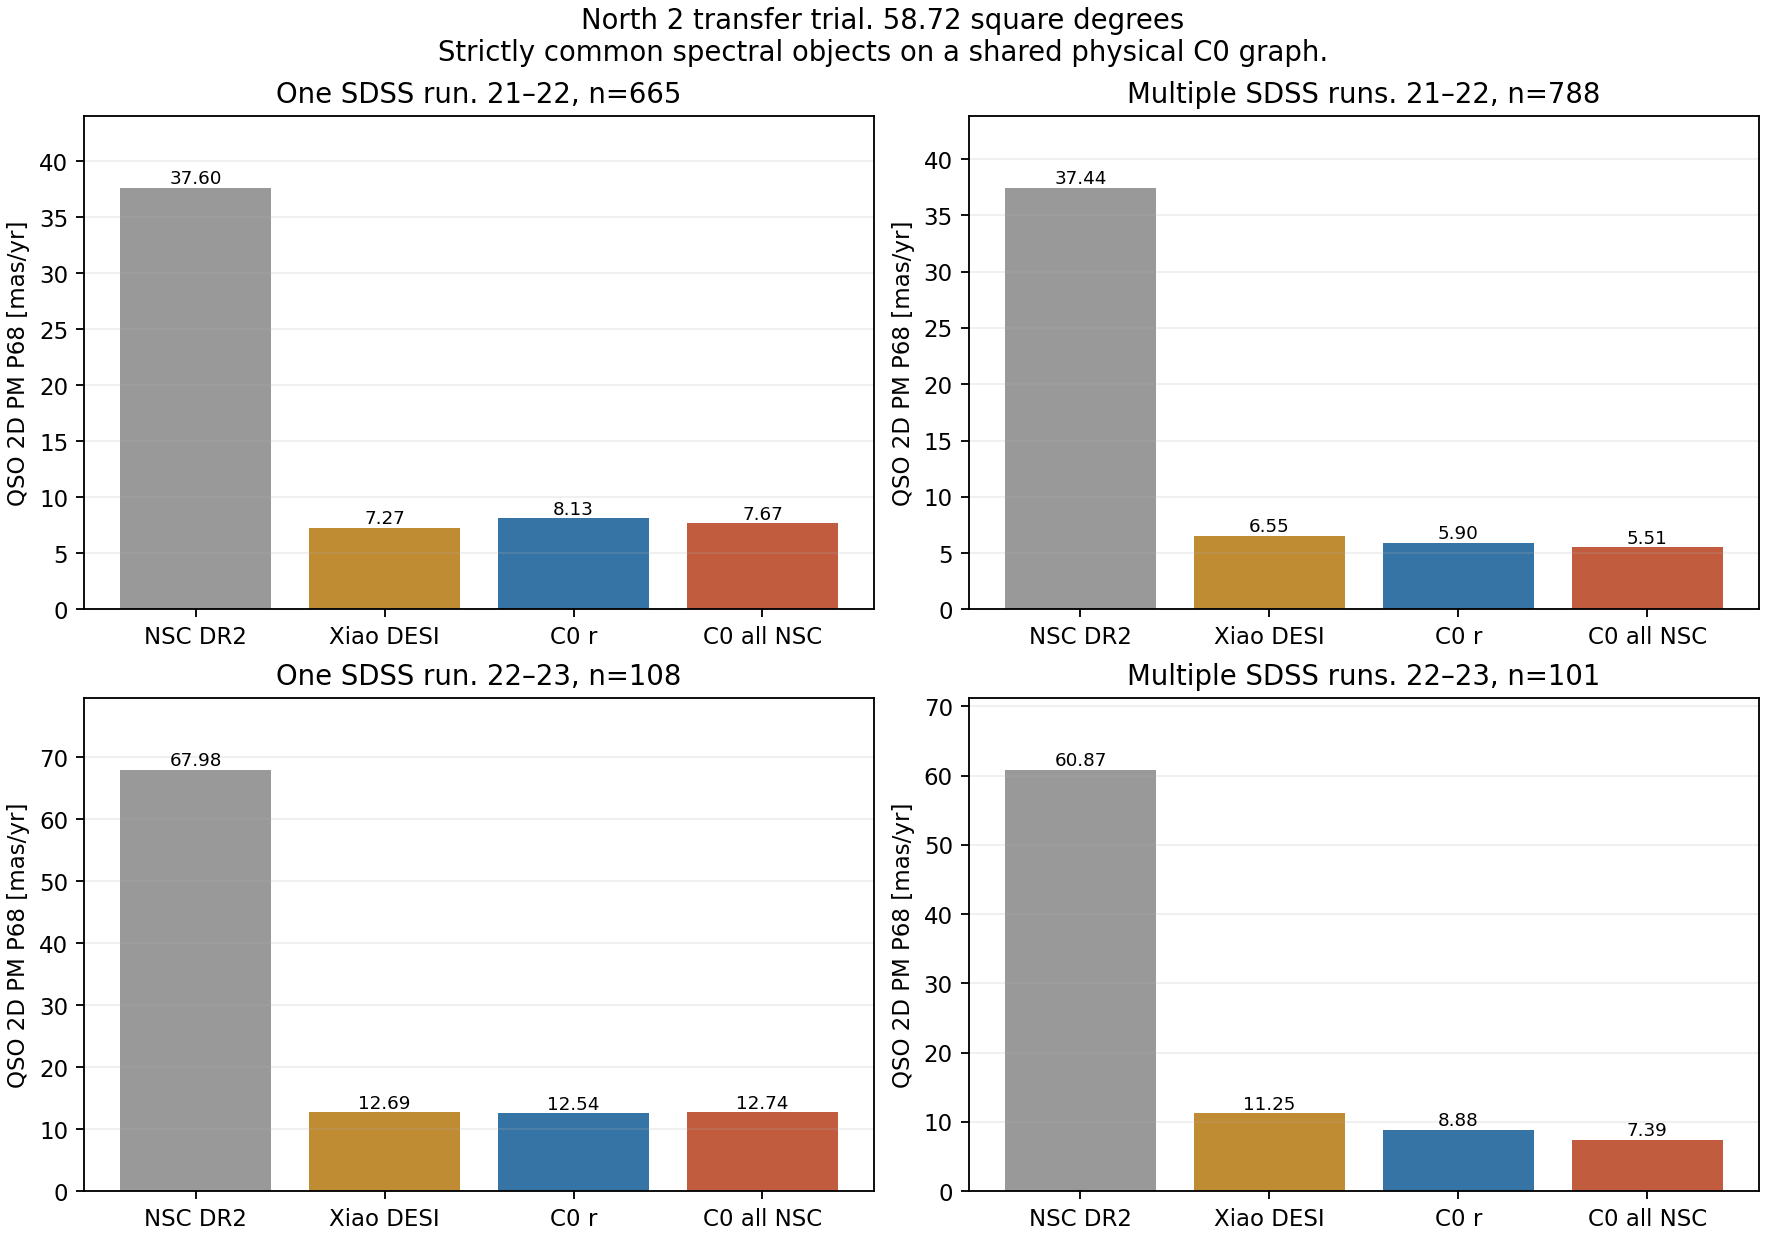 North 2 transfer trial. 58.72 square degrees
Strictly common spectral objects on a shared physical C0 graph.
One SDSS run. 21–22, n=665
QSO 2D PM P68 [mas/yr]
40
35
30
25
20
15
10
5
0
37.60
7.27
8.13
7.67
NSC DR2
Xiao DESI
C0 r
C0 all NSC
Multiple SDSS runs. 21–22, n=788
QSO 2D PM P68 [mas/yr]
40
35
30
25
20
15
10
5
0
37.44
6.55
5.90
5.51
NSC DR2
Xiao DESI
C0 r
C0 all NSC
One SDSS run. 22–23, n=108
QSO 2D PM P68 [mas/yr]
70
60
50
40
30
20
10
0
67.98
12.69
12.54
12.74
NSC DR2
Xiao DESI
C0 r
C0 all NSC
Multiple SDSS runs. 22–23, n=101
QSO 2D PM P68 [mas/yr]
70
60
50
40
30
20
10
0
60.87
11.25
8.88
7.39
NSC DR2
Xiao DESI
C0 r
C0 all NSC